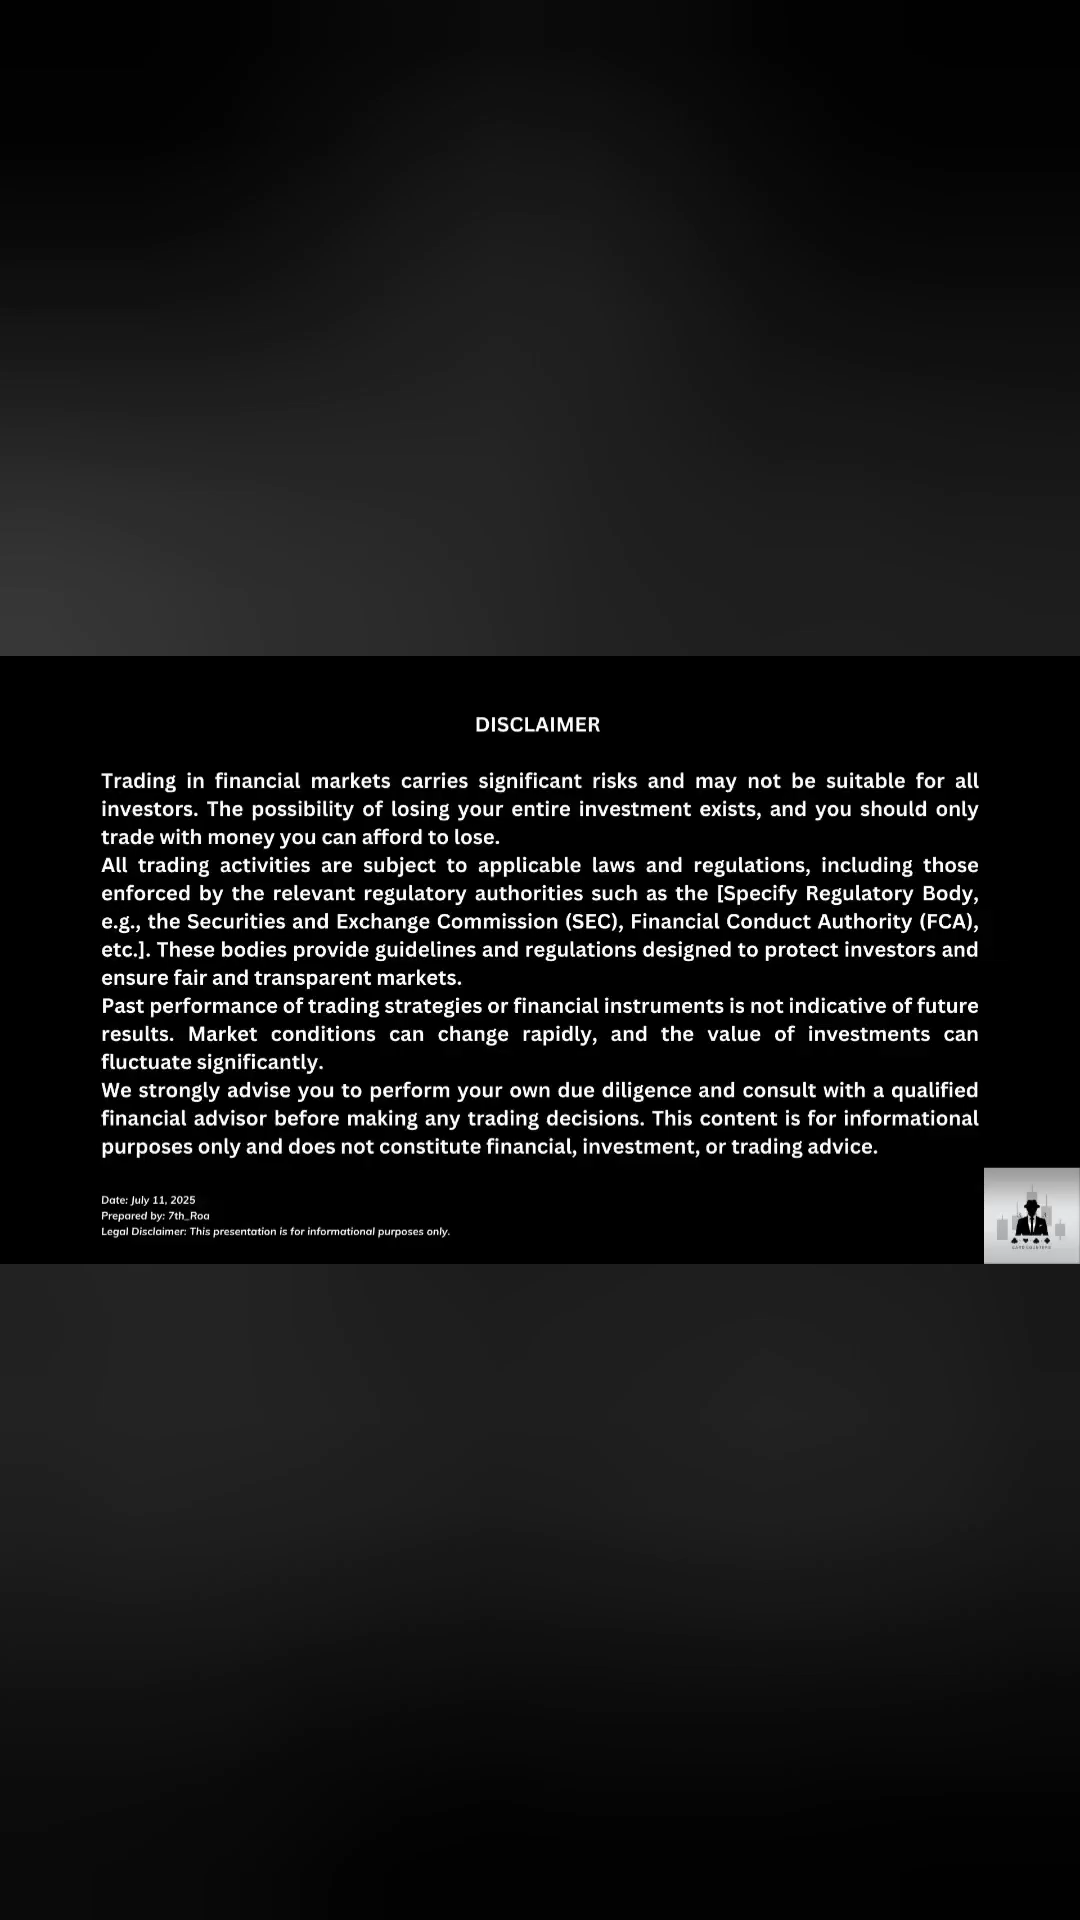 DISCLAIMER
Trading in financial markets carries significant risks and may not be suitable for all
investors. The possibility of losing your entire investment exists, and you should only
trade with money you can afford to lose.
All trading activities are subject to applicable laws and regulations, including those
enforced by the relevant regulatory authorities such as the [Specify Regulatory Body,
e.g., the Securities and Exchange Commission (SEC), Financial Conduct Authority (FCA),
etc.]. These bodies provide guidelines and regulations designed to protect investors and
ensure fair and transparent markets.
Past performance of trading strategies or financial instruments is not indicative of future
results. Market conditions can change rapidly, and the value of investments can
fluctuate significantly.
We strongly advise you to perform your own due diligence and consult with a qualified
financial advisor before making any trading decisions. This content is for informational
purposes only and does not constitute financial, investment, or trading advice.
Date: July 11, 2025
Prepared by: 7th_Roa
Legal Disclaimer: This presentation is for informational purposes only.